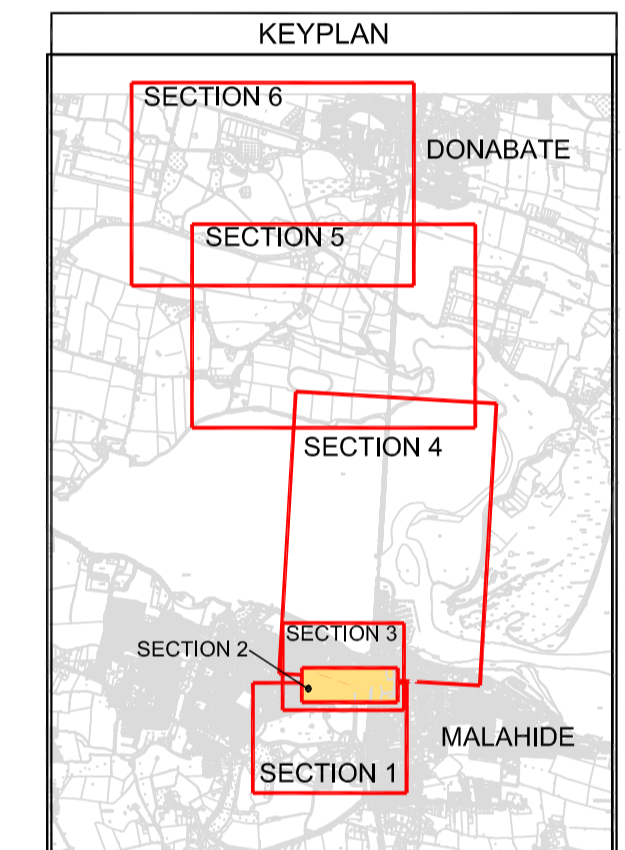 KEYPLAN
SECTION 6
DONABATE
SECTION 5
SECTION 4
SECTION 3
SECTION 2
MALAHIDE
SECTION 1